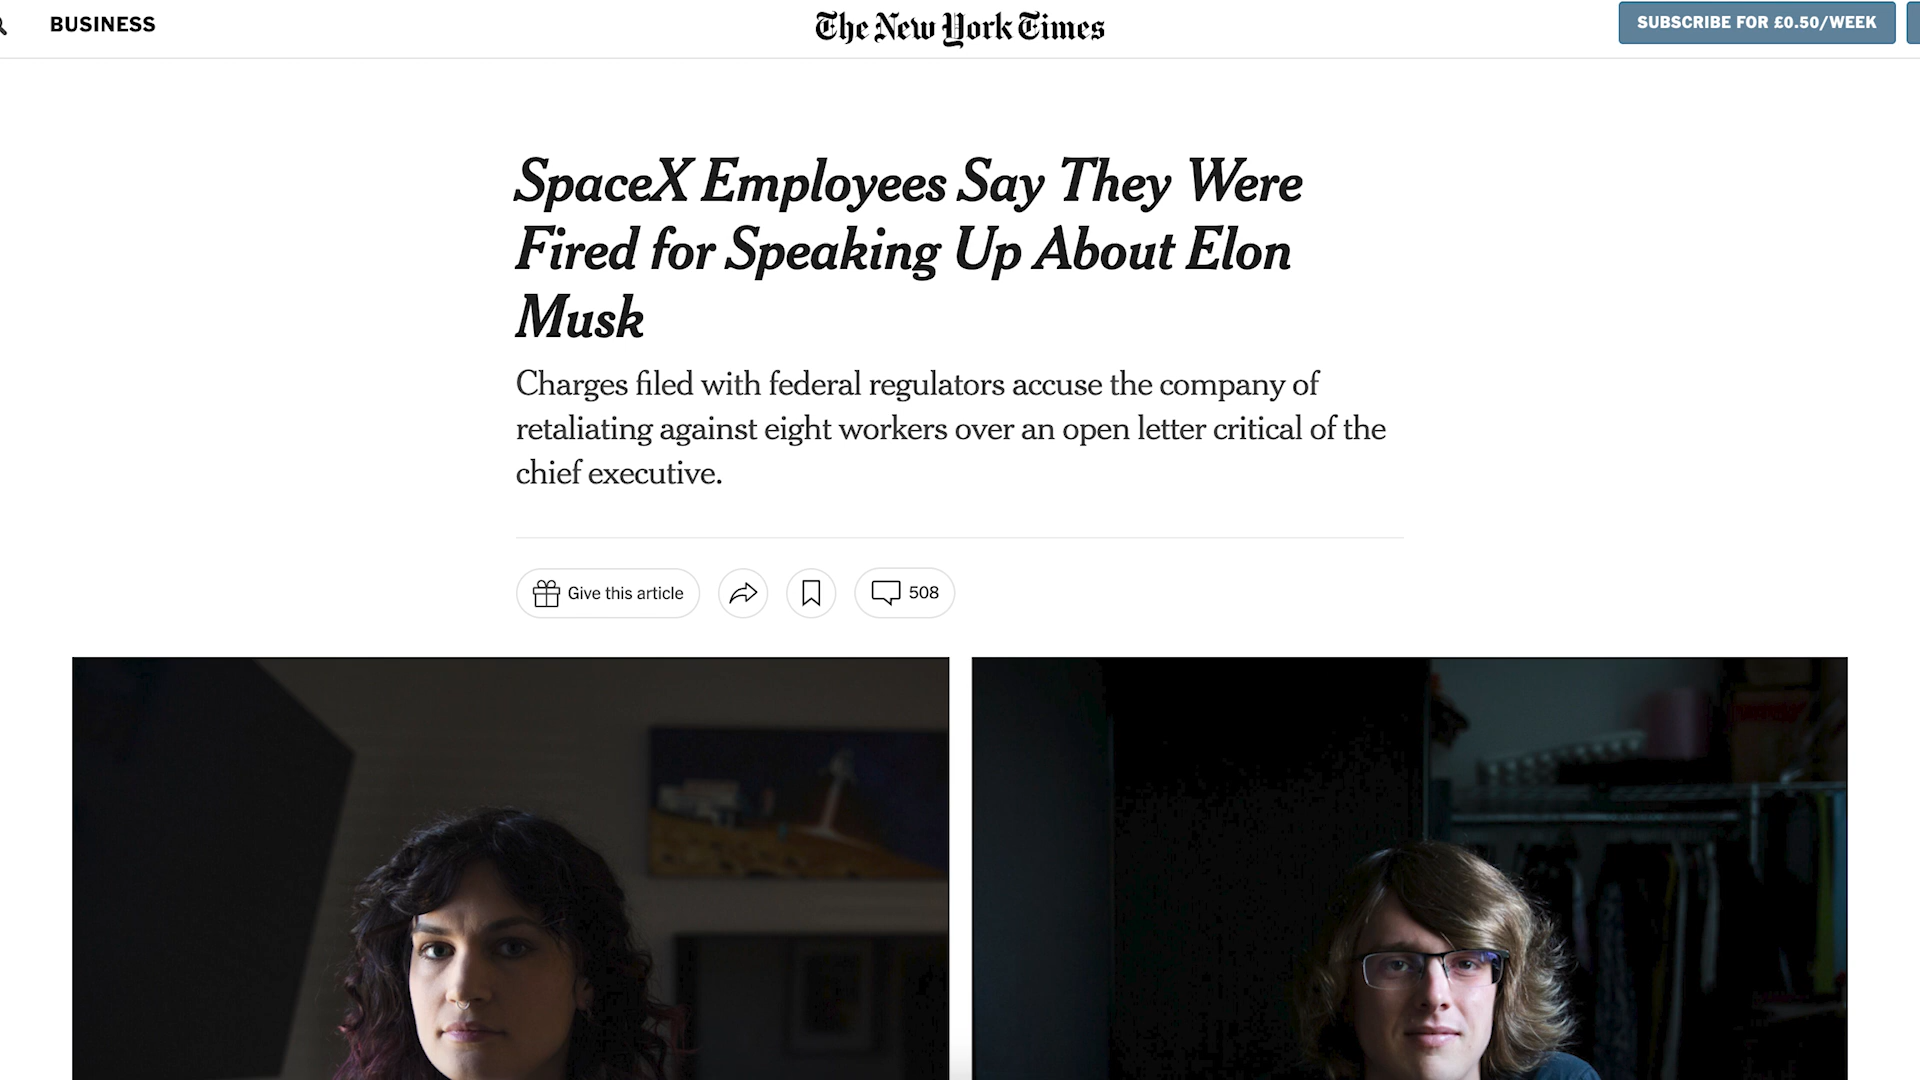 BUSINESS
The New York Times
SUBSCRIBE FOR £0.50/WEEK
SpaceX Employees Say They Were
Fired for Speaking Up About Elon
Musk
Charges filed with federal regulators accuse the company of
retaliating against eight workers over an open letter critical of the
chief executive.
Give this article
508